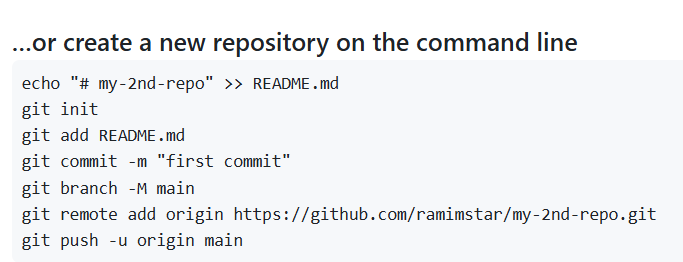 ...or create a new repository on the command line
echo "# my-2nd-repo" >> README.md
git init
git add README.md
git commit -m "first commit"
git branch -M main
git remote add origin https://github.com/ramimstar/my-2nd-repo.git
git push -u origin main